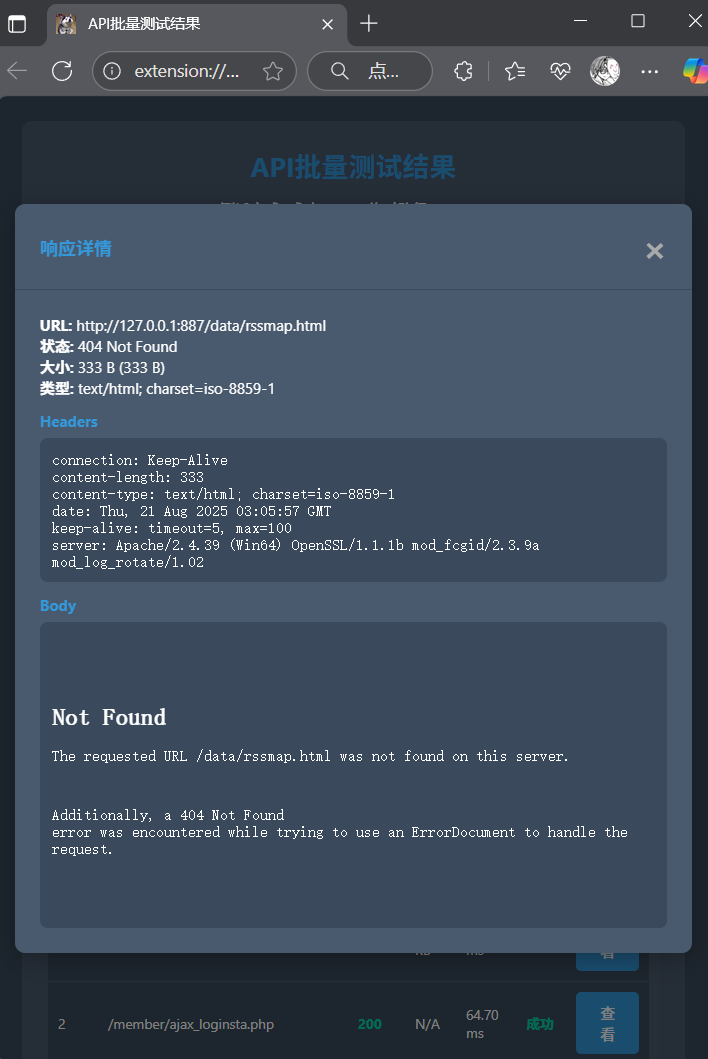 API批量测试结果
extension://...
点...
API批量测试结果
响应详情
URL: http://127.0.0.1:887/data/rssmap.html
状态: 404 Not Found
大小: 333 B (333 B)
类型: text/html; charset=iso-8859-1
Headers
connection: Keep-Alive
content-length: 333
content-type: text/html; charset=iso-8859-1
date: Thu, 21 Aug 2025 03:05:57 GMT
keep-alive: timeout=5, max=100
server: Apache/2.4.39 (Win64) OpenSSL/1.1.1b mod_fcgid/2.3.9a
mod_log_rotate/1.02
Body
Not Found
The requested URL /data/rssmap.html was not found on this server.
Additionally, a 404 Not Found
error was encountered while trying to use an ErrorDocument to handle the
request.
2 /member/ajax_loginsta.php 200 N/A 64.70 ms 成功 查看